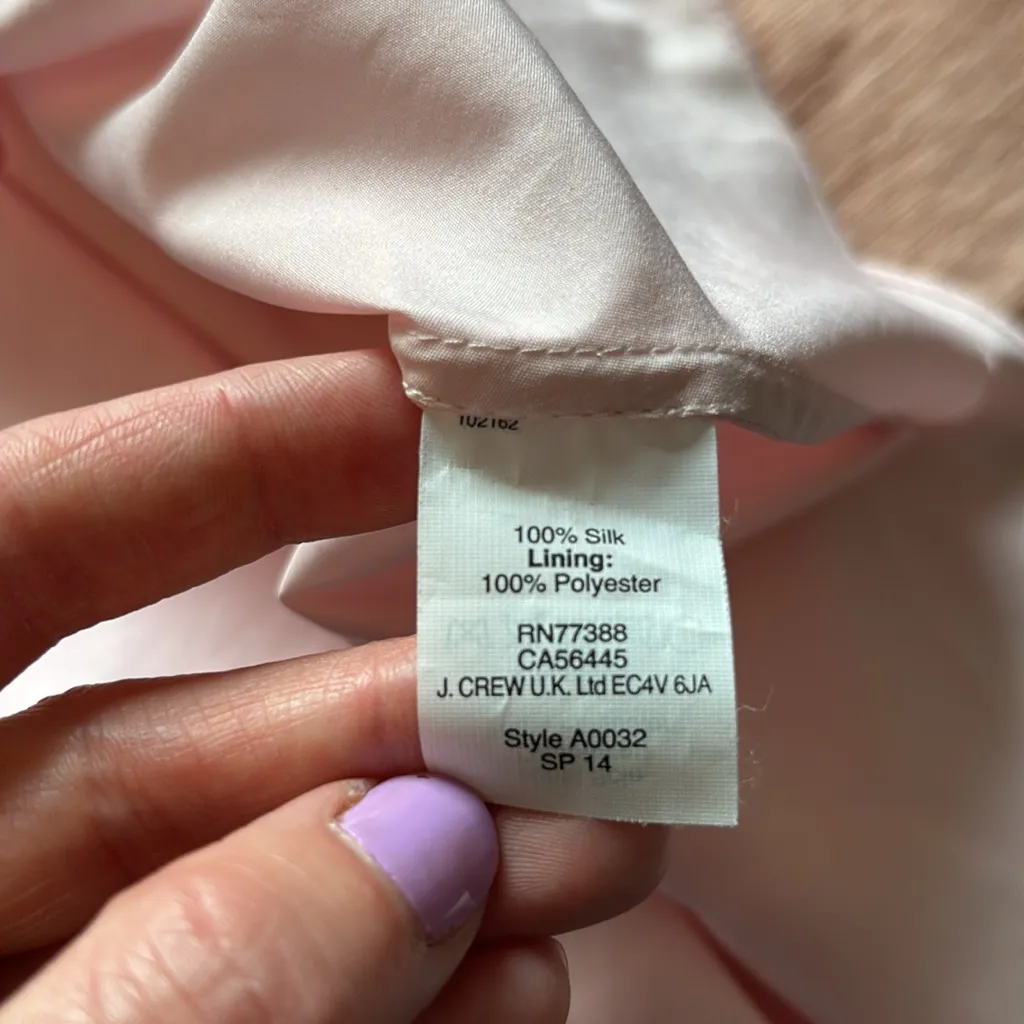 102162
100% Silk
Lining:
100% Polyester
RN77388
CA56445
J. CREW U.K. Ltd EC4V 6JA
Style A0032
SP 14